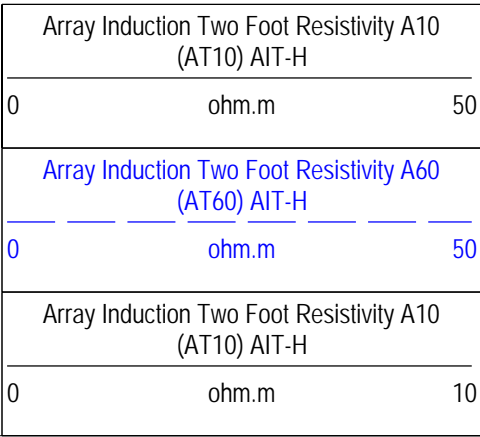 Array Induction Two Foot Resistivity A10
(AT10) AIT-H
0 ohm.m 50
Array Induction Two Foot Resistivity A60
(AT60) AIT-H
0 ohm.m 50
Array Induction Two Foot Resistivity A10
(AT10) AIT-H
0 ohm.m 10